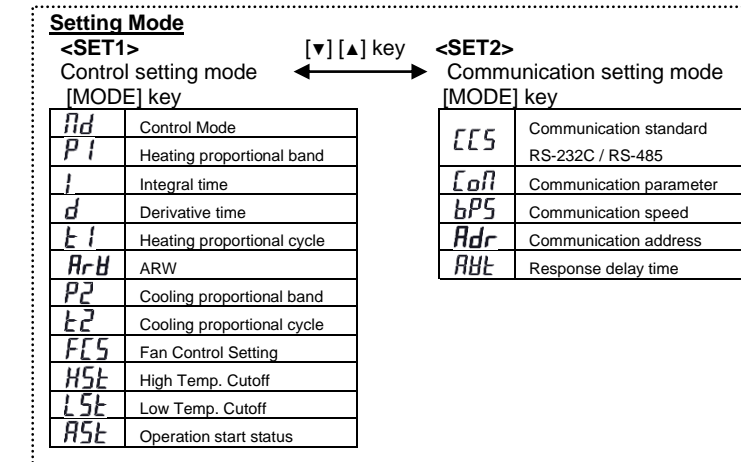 Setting Mode
<SET1> [▼] [▲] key <SET2>
Control setting mode Communication setting mode
[MODE] key [MODE] key
Md Control Mode
P1 Heating proportional band
I Integral time
d Derivative time
t1 Heating proportional cycle
ArW ARW
P2 Cooling proportional band
t2 Cooling proportional cycle
FCS Fan Control Setting
HSt High Temp. Cutoff
LSt Low Temp. Cutoff
ASt Operation start status
CCS Communication standard
RS-232C / RS-485
CoM Communication parameter
bPS Communication speed
Adr Communication address
AWt Response delay time